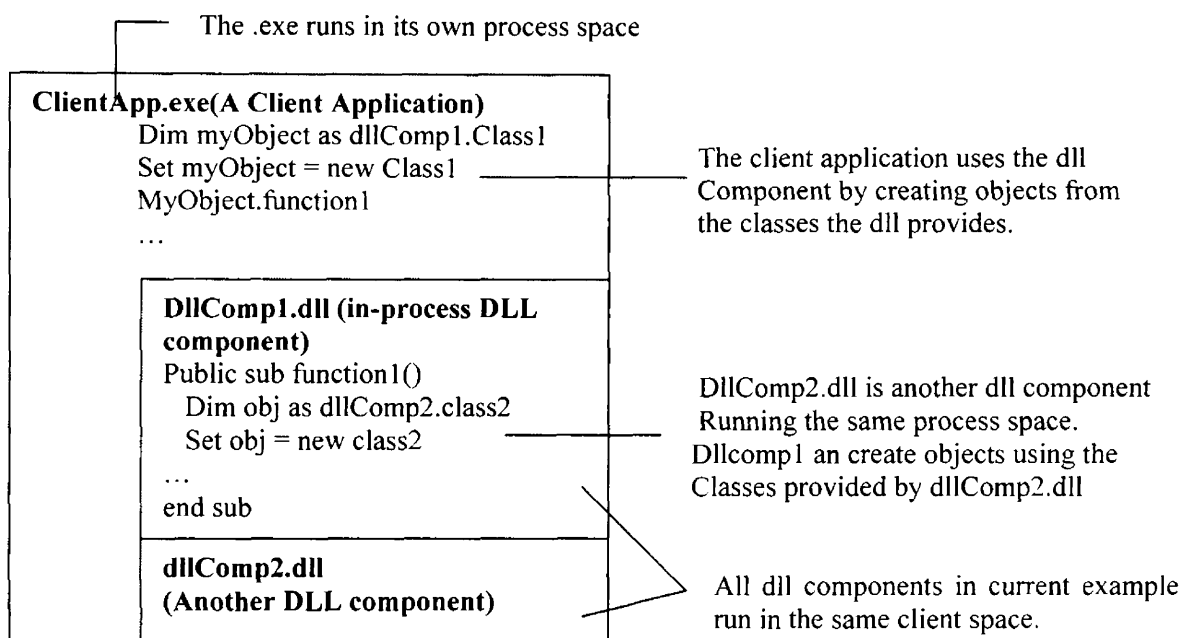 The .exe runs in its own process space
ClientApp.exe(A Client Application)
Dim myObject as dllComp1.Class1
Set myObject = new Class1
MyObject.function1
...
The client application uses the dll
Component by creating objects from
the classes the dll provides.
DllComp1.dll (in-process DLL
component)
Public sub function1()
Dim obj as dllComp2.class2
Set obj = new class2
...
end sub
DllComp2.dll is another dll component
Running the same process space.
Dllcomp1 an create objects using the
Classes provided by dllComp2.dll
dllComp2.dll
(Another DLL component)
All dll components in current example
run in the same client space.